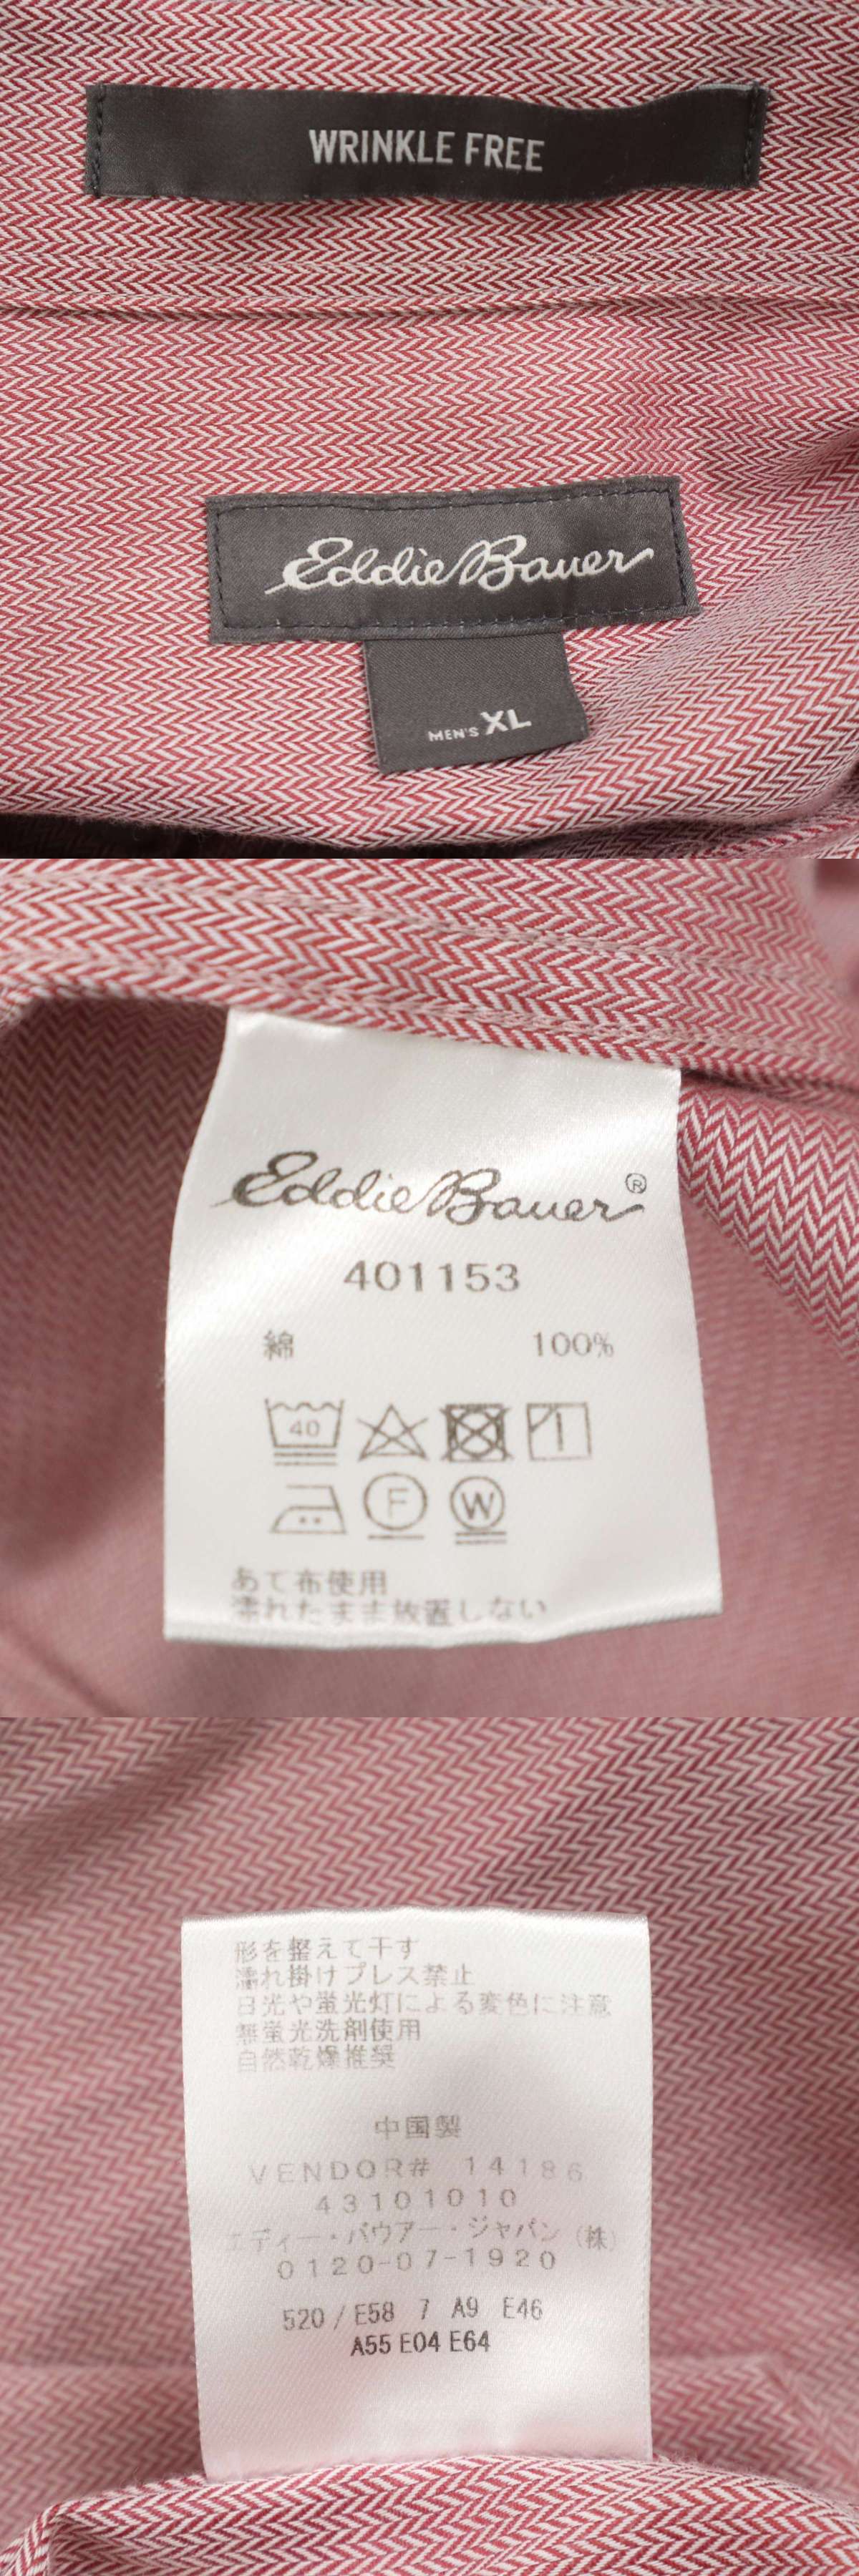 WRINKLE FREE
Eddie Bauer
MEN'S XL
Eddie Bauer®
401153
綿 100%
40
F W
あて布使用
濡れたまま放置しない
形を整えて干す
濡れ掛けプレス禁止
日光や蛍光灯による変色に注意
無蛍光洗剤使用
自然乾燥推奨
中国製
VENDOR# 14186
43101010
エディー・バウアー・ジャパン(株)
0120-07-1920
520 / E58 7 A9 E46
A55 E04 E64